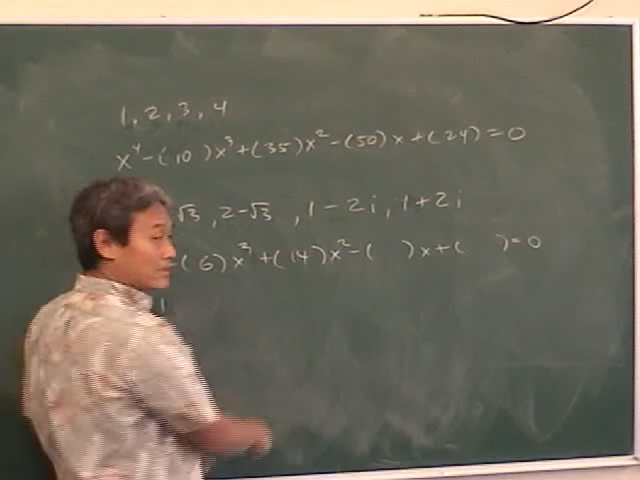 1, 2, 3, 4
x⁴-(10 )x³+(35)x²-(50)x+(24)=0
√3, 2-√3 , 1-2i, 1+2i
(6)x³+(14)x²-( )x+( )=0
1